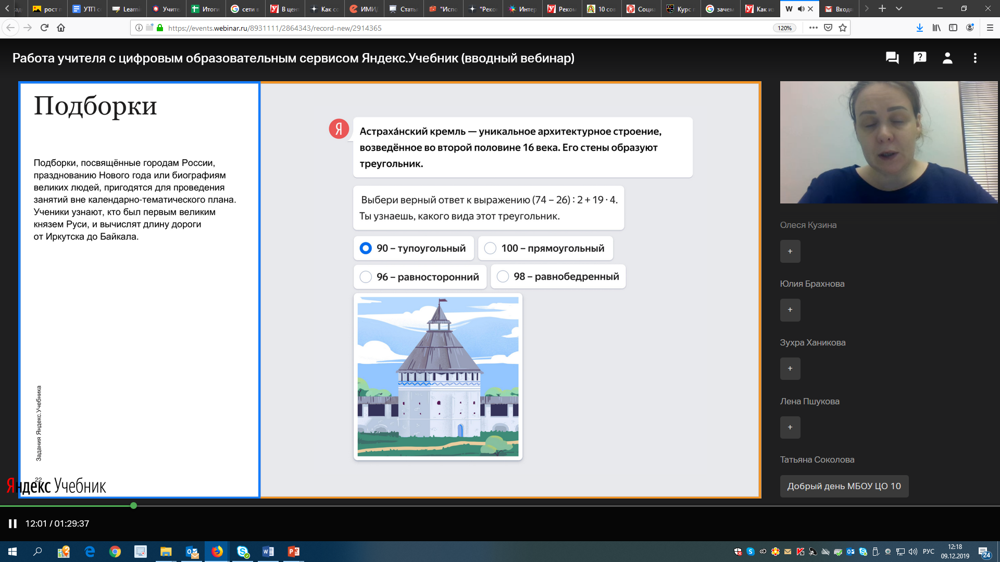 рост п
УТП со
Learni
Учите
Итоги
сети в
В цент
Как со
ИМИД
Стать
"Испо
"Рекон
Интер
Реком
10 сов
Социа
Курс п
зачем
Как из
W
Входя
https://events.webinar.ru/8931111/2864343/record-new/2914365
120%
Работа учителя с цифровым образовательным сервисом Яндекс.Учебник (вводный вебинар)
Подборки
Подборки, посвящённые городам России,
празднованию Нового года или биографиям
великих людей, пригодятся для проведения
занятий вне календарно-тематического плана.
Ученики узнают, кто был первым великим
князем Руси, и вычислят длину дороги
от Иркутска до Байкала.
Задания Яндекс.Учебника
22
Яндекс Учебник
Я
Астраха́нский кремль — уникальное архитектурное строение,
возведённое во второй половине 16 века. Его стены образуют
треугольник.
Выбери верный ответ к выражению (74 – 26) : 2 + 19 · 4.
Ты узнаешь, какого вида этот треугольник.
90 – тупоугольный
100 – прямоугольный
96 – равносторонний
98 – равнобедренный
Олеся Кузина
+
Юлия Брахнова
+
Зухра Ханикова
+
Лена Пшукова
+
Татьяна Соколова
Добрый день МБОУ ЦО 10
12:01 / 01:29:37
РУС
12:18
09.12.2019
24